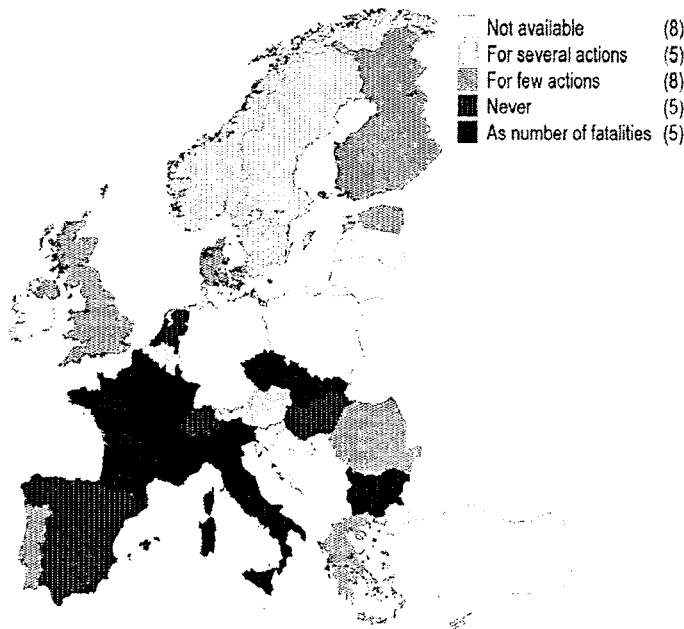 Not available (8)
For several actions (5)
For few actions (8)
Never (5)
As number of fatalities (5)